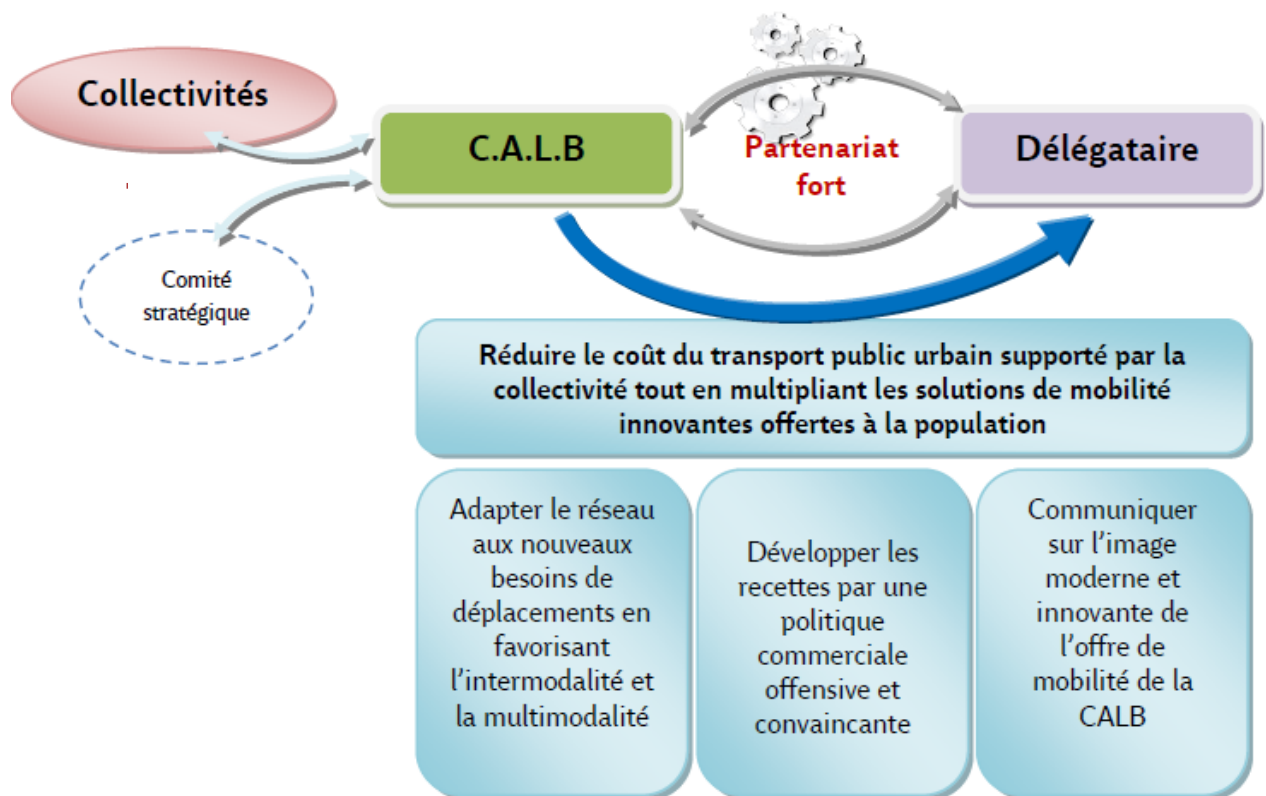 Collectivités
C.A.L.B
Partenariat
fort
Délégataire
Comité
stratégique
Réduire le coût du transport public urbain supporté par la
collectivité tout en multipliant les solutions de mobilité
innovantes offertes à la population
Adapter le réseau
aux nouveaux
besoins de
déplacements en
favorisant
l’intermodalité et
la multimodalité
Développer les
recettes par une
politique
commerciale
offensive et
convaincante
Communiquer
sur l’image
moderne et
innovante de
l’offre de
mobilité de la
CALB